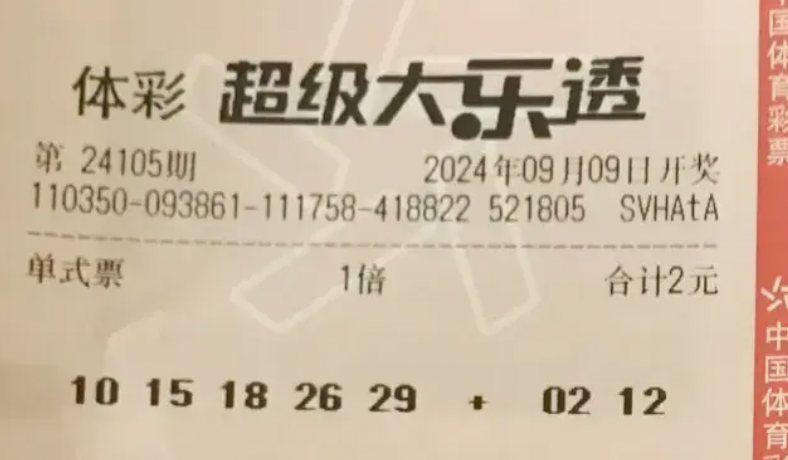 体彩 超级大乐透
第 24105期 2024年09月09日开奖
110350-093861-111758-418822 521805 SVHAtA
单式票 1倍 合计2元
10 15 18 26 29 + 02 12
中国体育彩票
中国体育彩